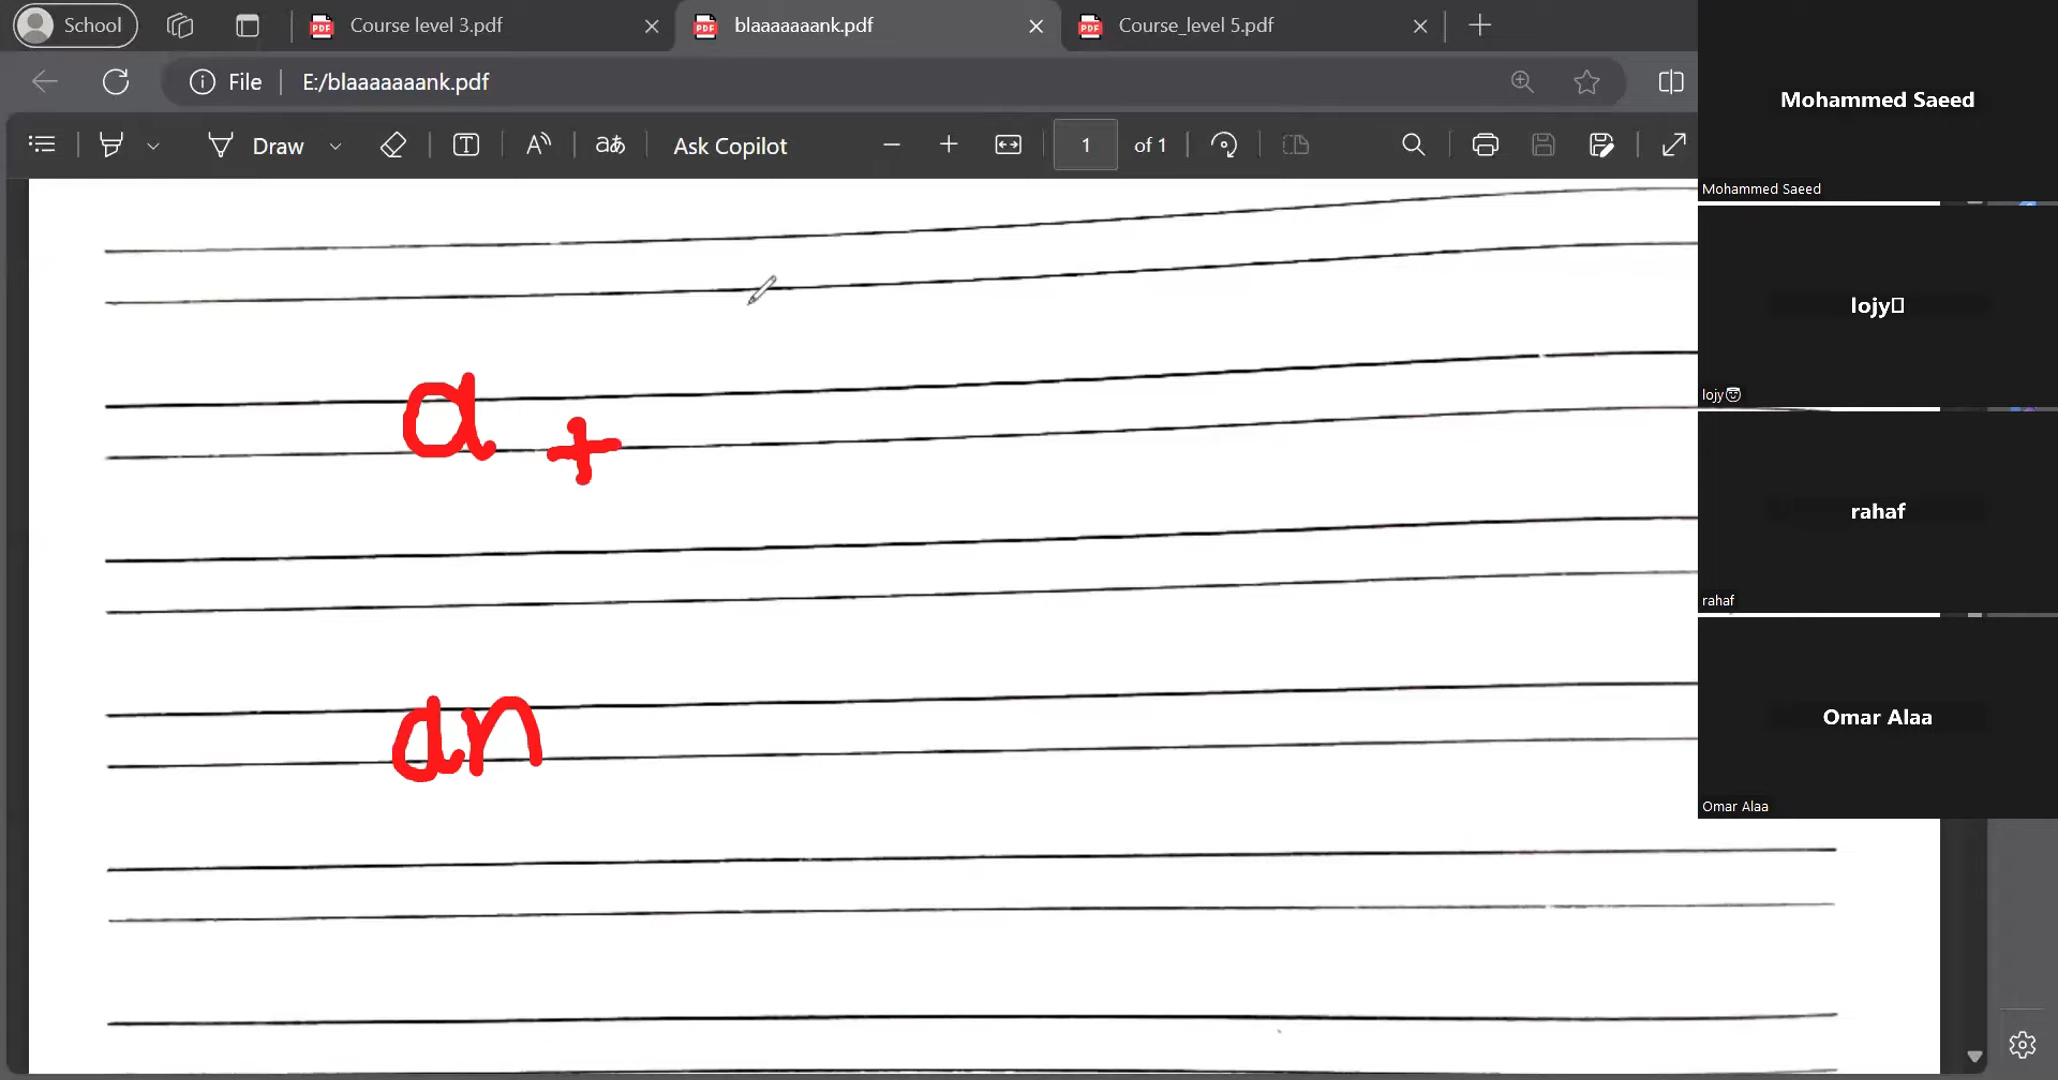 School
Course level 3.pdf
blaaaaaaank.pdf
Course_level 5.pdf
File
E:/blaaaaaaank.pdf
Draw
Ask Copilot
1 of 1
a +
an
Mohammed Saeed
Mohammed Saeed
lojy
lojy😇
rahaf
rahaf
Omar Alaa
Omar Alaa